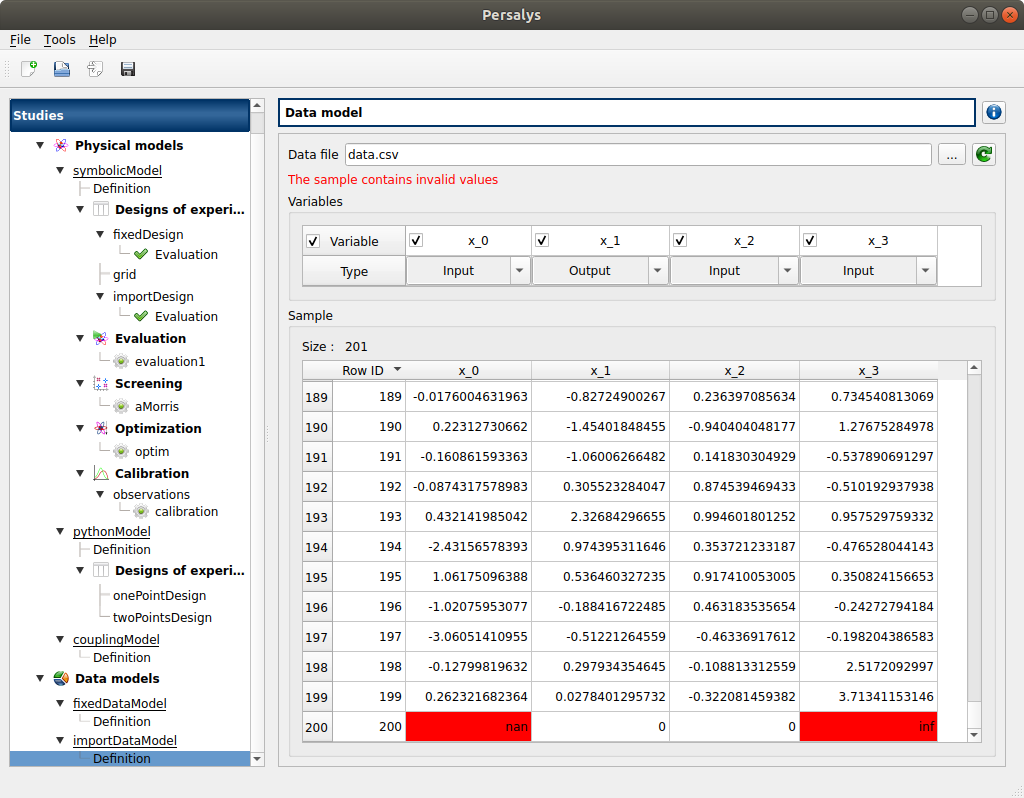 Persalys
File Tools Help
Studies
Physical models
symbolicModel
Definition
Designs of experi...
fixedDesign
Evaluation
grid
importDesign
Evaluation
Evaluation
evaluation1
Screening
aMorris
Optimization
optim
Calibration
observations
calibration
pythonModel
Definition
Designs of experi...
onePointDesign
twoPointsDesign
couplingModel
Definition
Data models
fixedDataModel
Definition
importDataModel
Definition
Data model
Data file data.csv ...
The sample contains invalid values
Variables
Variable x_0 x_1 x_2 x_3
Type Input Output Input Input
Sample
Size : 201
Row ID x_0 x_1 x_2 x_3
189 189 -0.0176004631963 -0.82724900267 0.236397085634 0.734540813069
190 190 0.22312730662 -1.45401848455 -0.940404048177 1.27675284978
191 191 -0.160861593363 -1.06006266482 0.141830304929 -0.537890691297
192 192 -0.0874317578983 0.305523284047 0.874539469433 -0.510192937938
193 193 0.432141985042 2.32684296655 0.994601801252 0.957529759332
194 194 -2.43156578393 0.974395311646 0.353721233187 -0.476528044143
195 195 1.06175096388 0.536460327235 0.917410053005 0.350824156653
196 196 -1.02075953077 -0.188416722485 0.463183535654 -0.24272794184
197 197 -3.06051410955 -0.51221264559 -0.46336917612 -0.198204386583
198 198 -0.12799819632 0.297934354645 -0.108813312559 2.5172092997
199 199 0.262321682364 0.0278401295732 -0.322081459382 3.71341153146
200 200 nan 0 0 inf